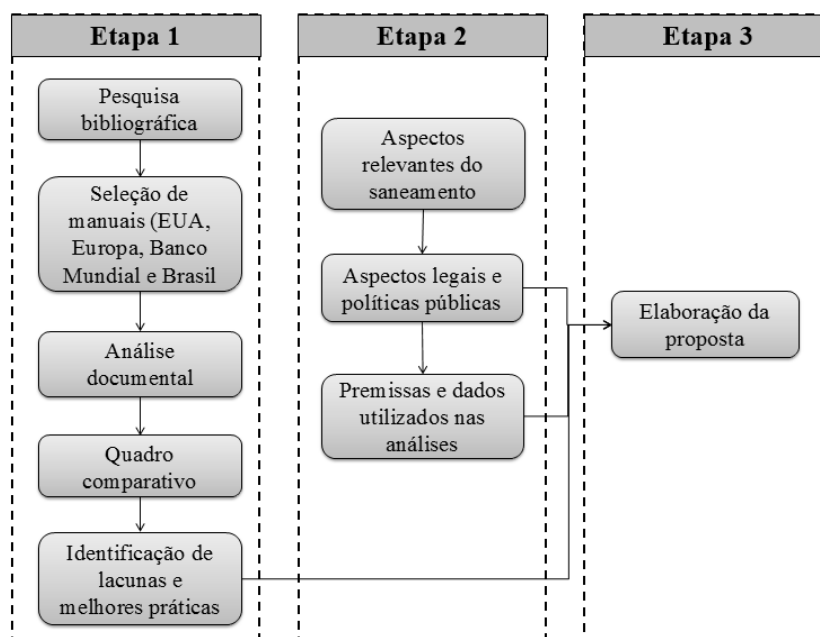 Etapa 1
Pesquisa
bibliográfica
Seleção de
manuais (EUA,
Europa, Banco
Mundial e Brasil
Análise
documental
Quadro
comparativo
Identificação de
lacunas e
melhores práticas
Etapa 2
Aspectos
relevantes do
saneamento
Aspectos legais e
políticas públicas
Premissas e dados
utilizados nas
análises
Etapa 3
Elaboração da
proposta